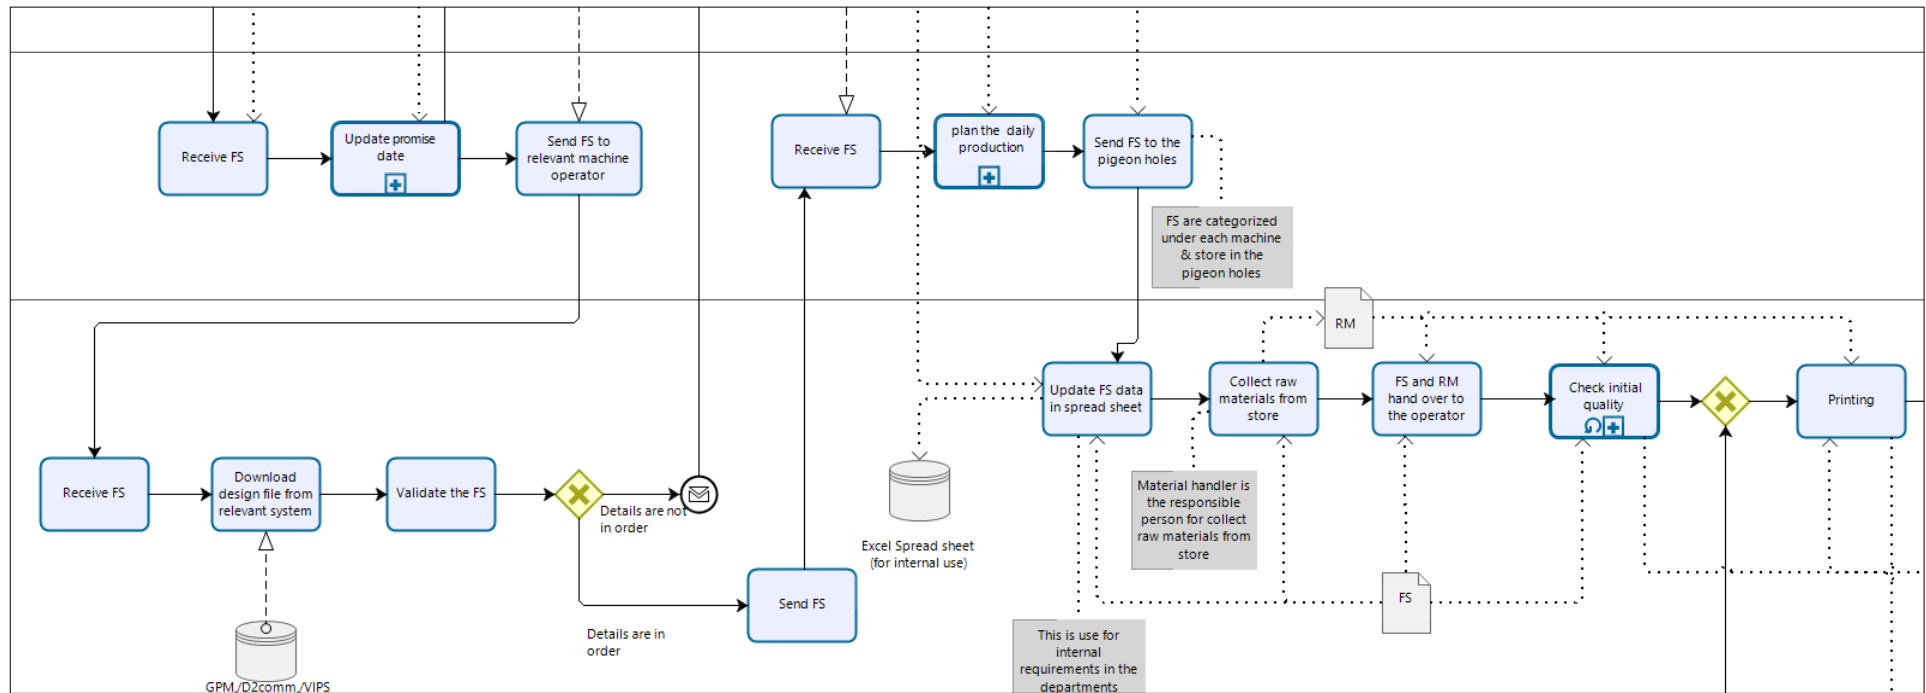 Receive FS
Update promise
date
Send FS to
relevant machine
operator
Receive FS
plan the daily
production
Send FS to the
pigeon holes
FS are categorized
under each machine
& store in the
pigeon holes
RM
Update FS data
in spread sheet
Collect raw
materials from
store
FS and RM
hand over to
the operator
Check initial
quality
Printing
Receive FS
Download
design file from
relevant system
Validate the FS
Details are not
in order
Material handler is
the responsible
person for collect
raw materials from
store
Excel Spread sheet
(for internal use)
Send FS
FS
Details are in
order
This is use for
internal
requirements in the
departments
GPM,/D2comm,/VIPS